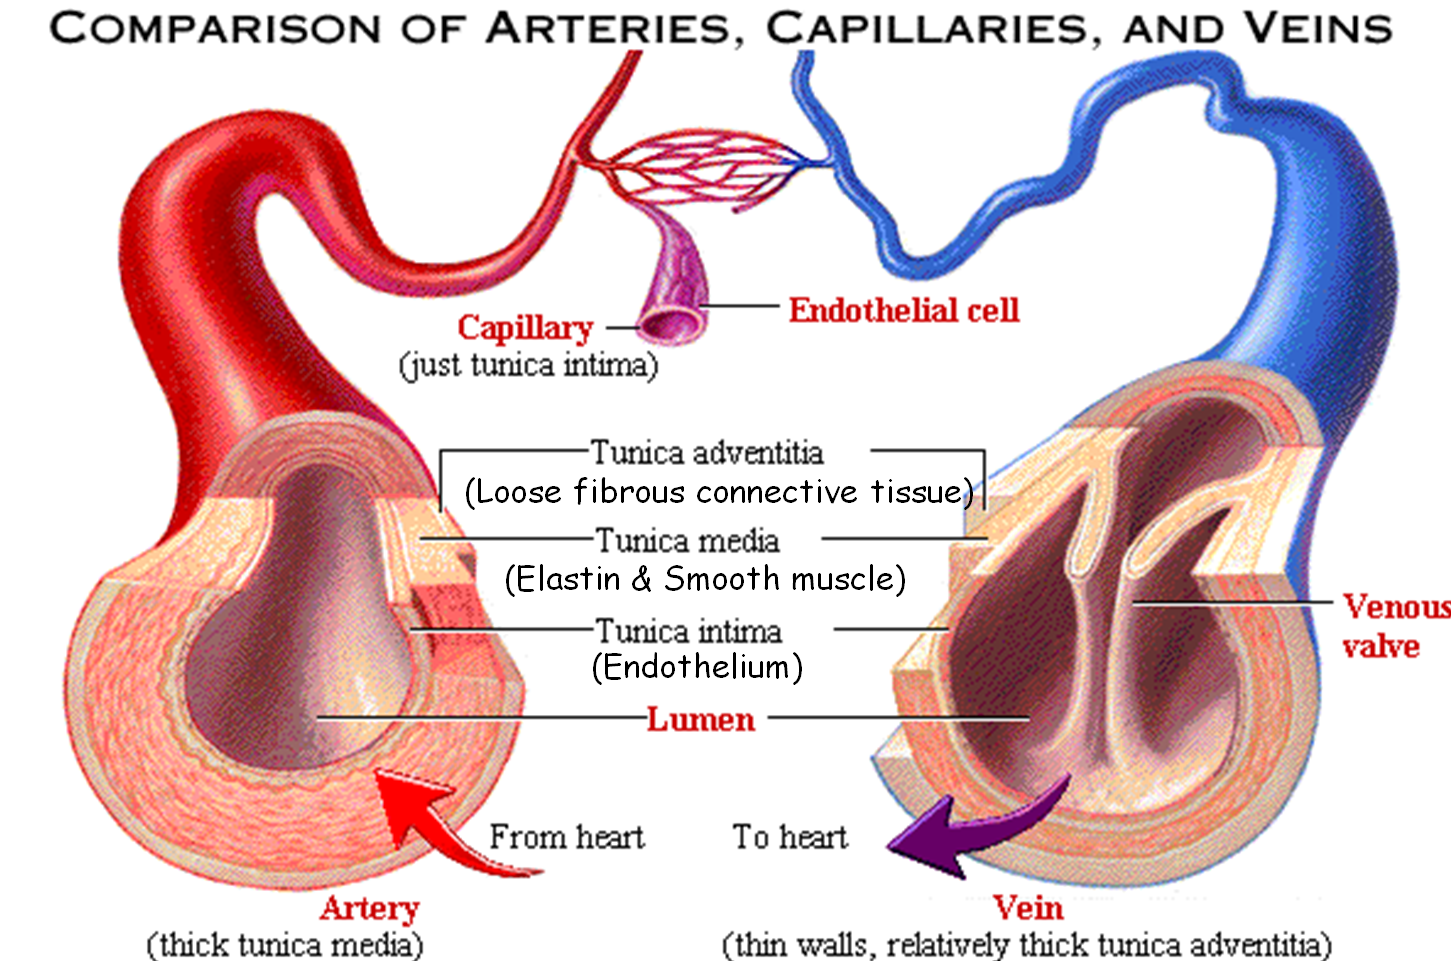 COMPARISON OF ARTERIES, CAPILLARIES, AND VEINS
Endothelial cell
Capillary
(just tunica intima)
Tunica adventitia
(Loose fibrous connective tissue)
Tunica media
(Elastin & Smooth muscle)
Tunica intima
(Endothelium)
Venous
valve
Lumen
From heart
To heart
Artery
(thick tunica media)
Vein
(thin walls, relatively thick tunica adventitia)